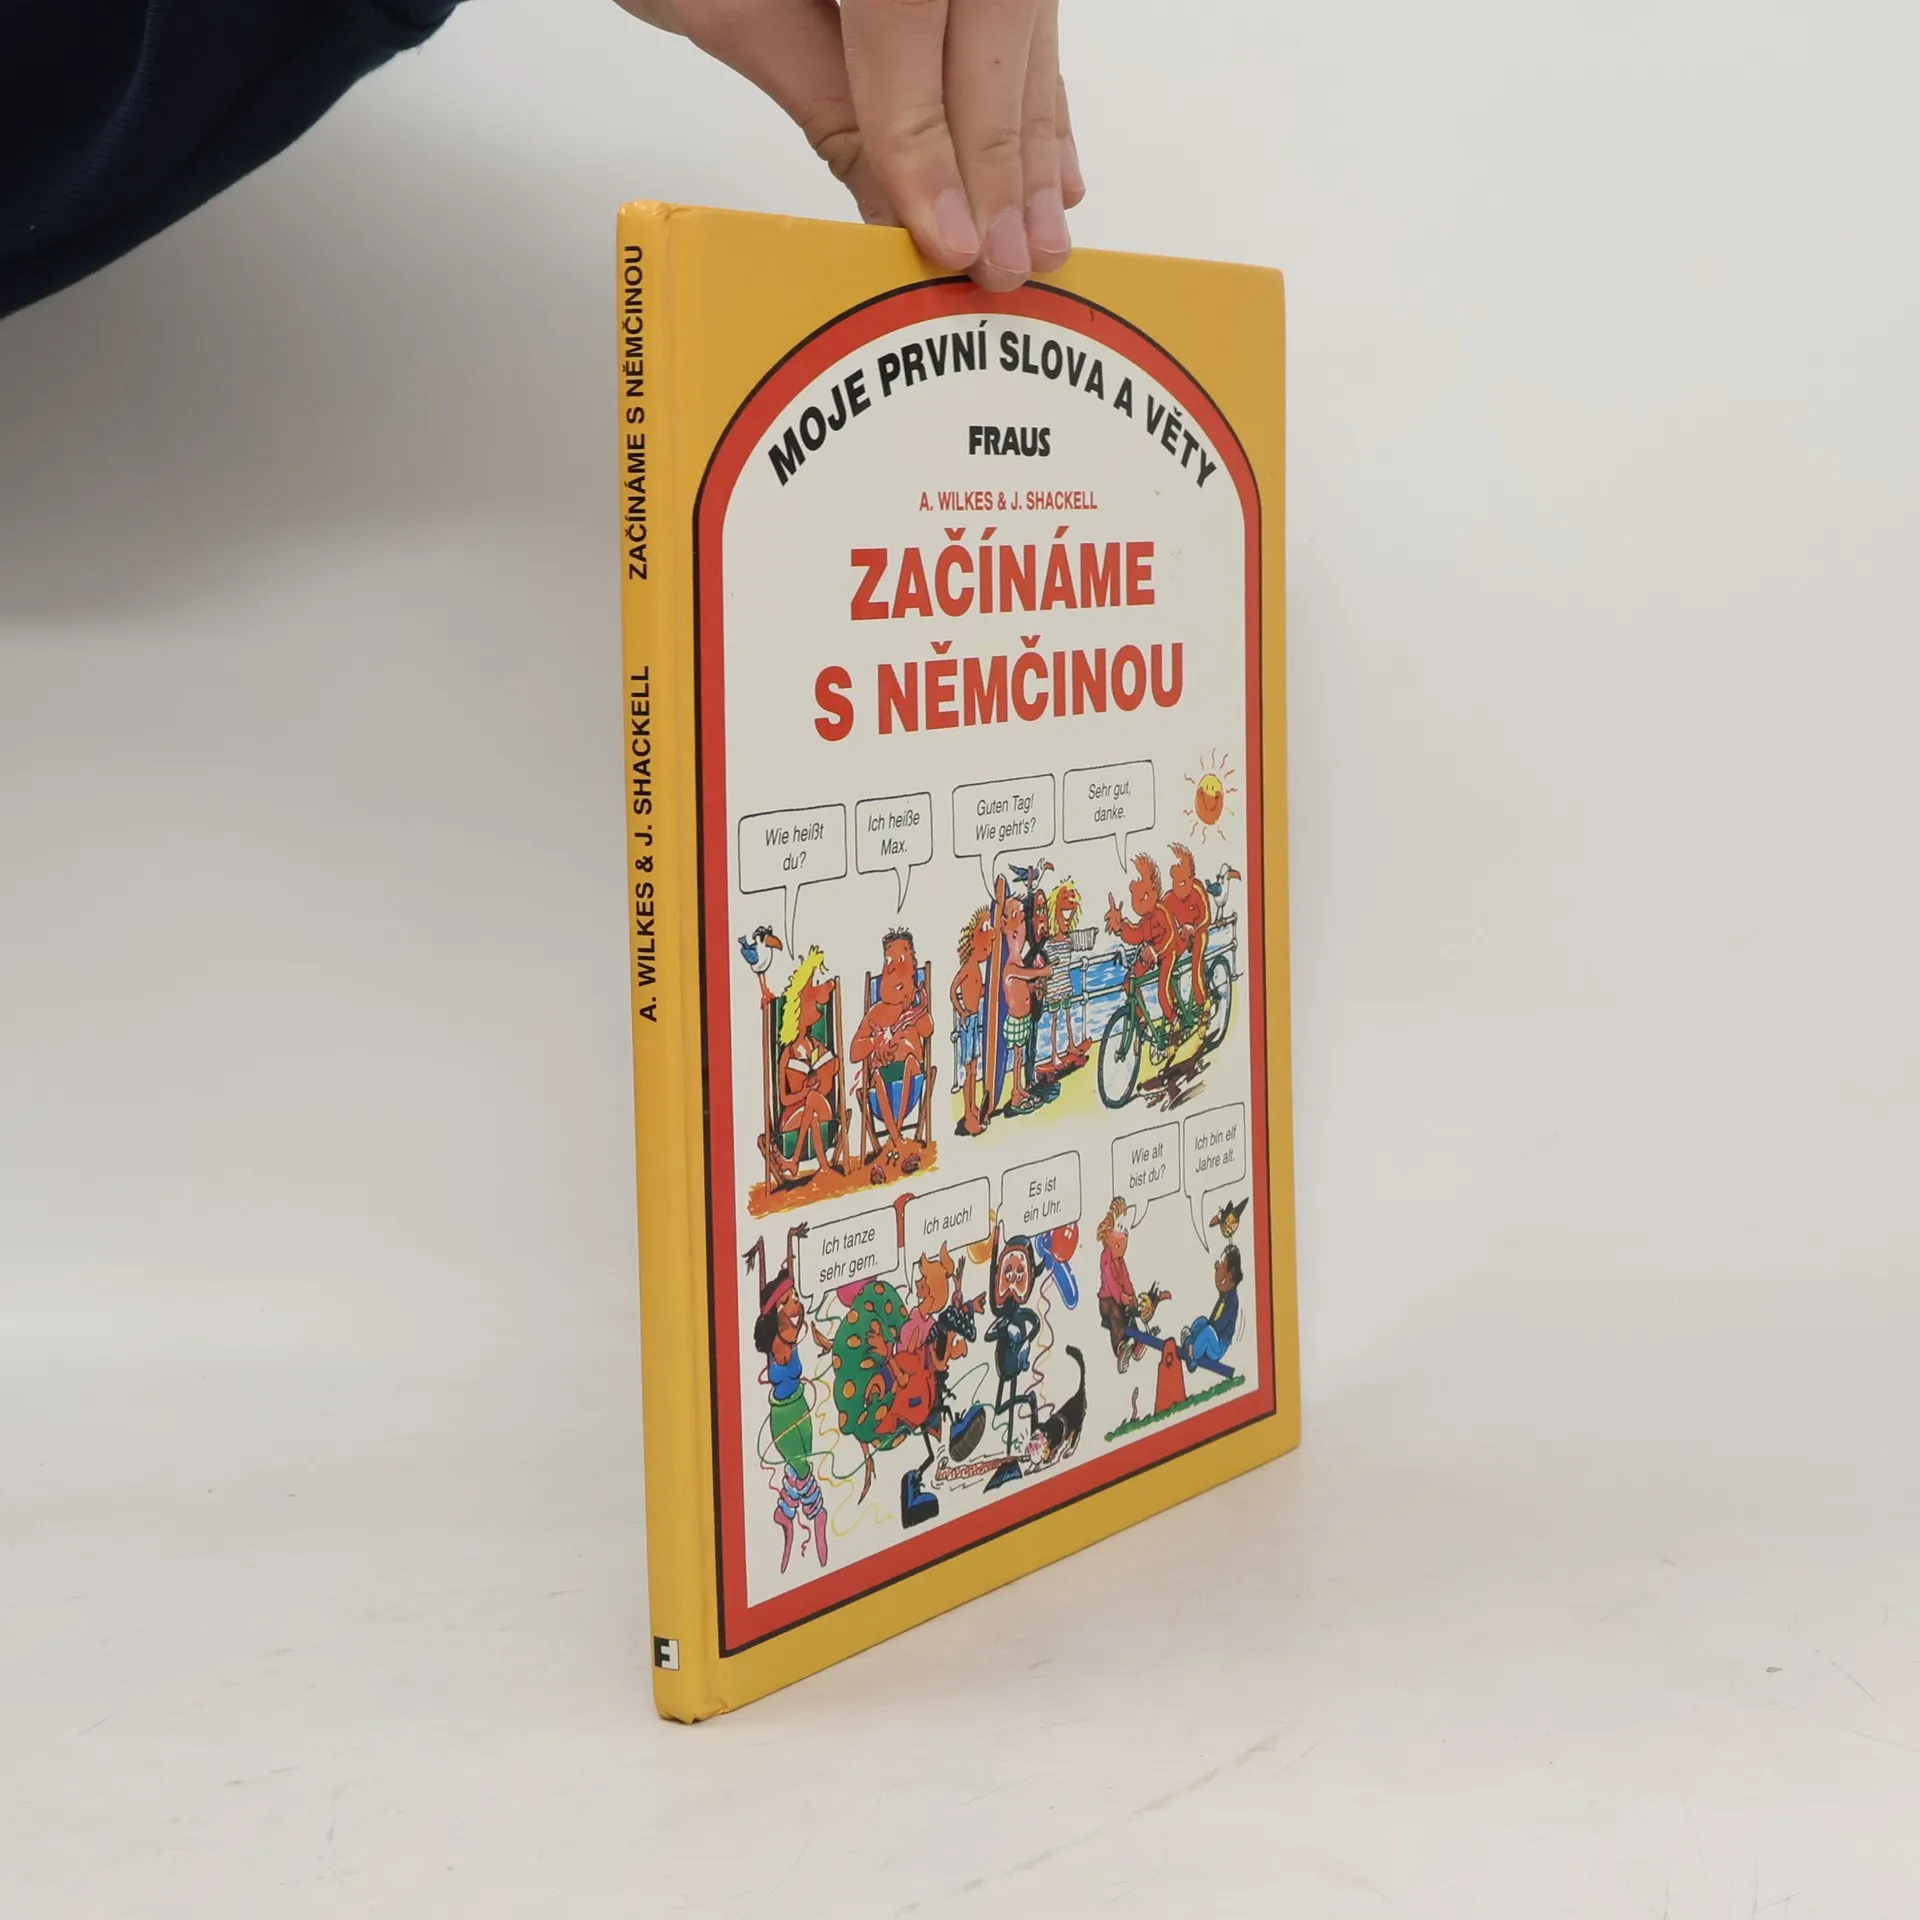 ZAČÍNÁME S NĚMČINOU
A. WILKES & J. SHACKELL
F
MOJE PRVNÍ SLOVA A VĚTY
FRAUS
A. WILKES & J. SHACKELL
ZAČÍNÁME
S NĚMČINOU
Wie heißt
du?
Ich heiße
Max.
Guten Tag!
Wie geht's?
Sehr gut,
danke.
Ich tanze
sehr gern.
Ich auch!
Es ist
ein Uhr.
Wie alt
bist du?
Ich bin elf
Jahre alt.